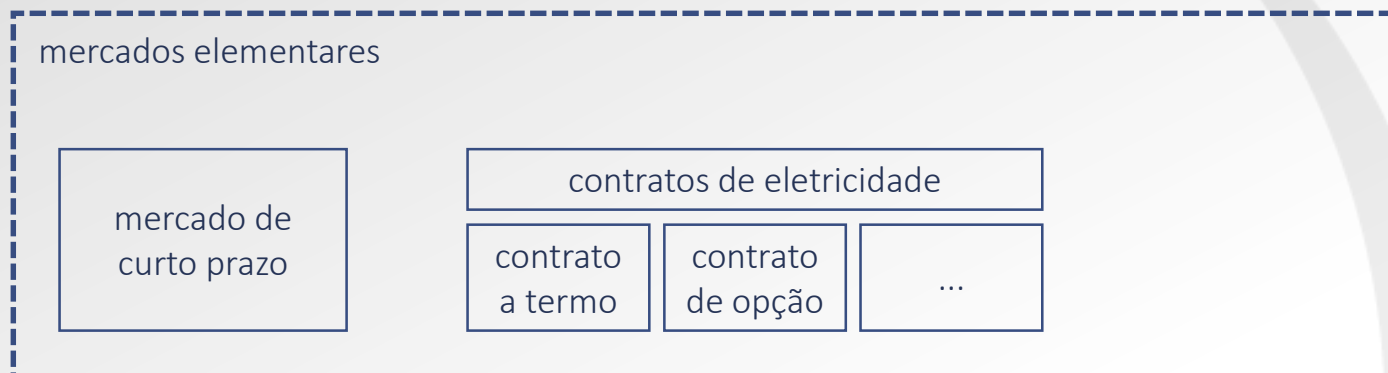 mercados elementares
mercado de
curto prazo
contratos de eletricidade
contrato
a termo
contrato
de opção
...